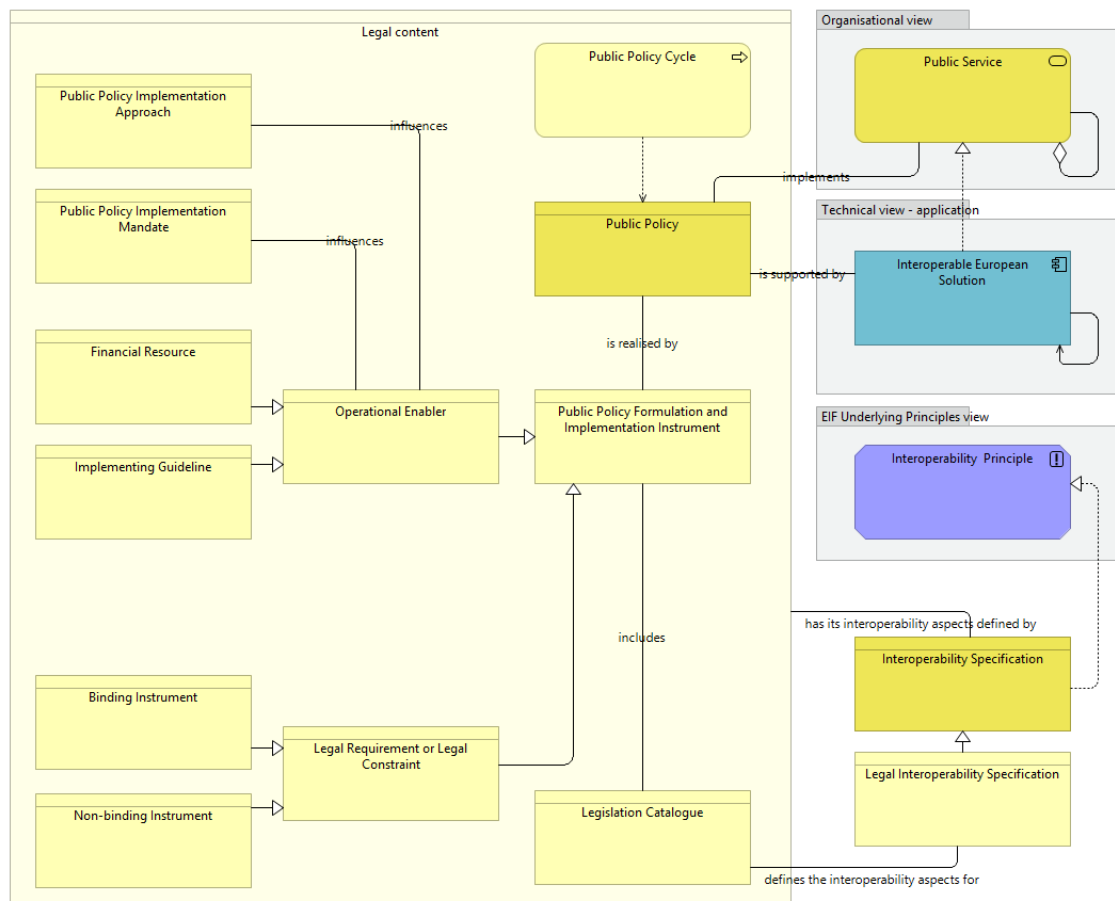 Legal content
Public Policy Cycle
Public Policy Implementation
Approach
influences
Public Policy Implementation
Mandate
influences
Public Policy
implements
is supported by
Financial Resource
is realised by
Operational Enabler
Public Policy Formulation and
Implementation Instrument
Implementing Guideline
includes
Binding Instrument
Legal Requirement or Legal
Constraint
Non-binding Instrument
Legislation Catalogue
Organisational view
Public Service
Technical view - application
Interoperable European
Solution
EIF Underlying Principles view
Interoperability Principle
has its interoperability aspects defined by
Interoperability Specification
Legal Interoperability Specification
defines the interoperability aspects for